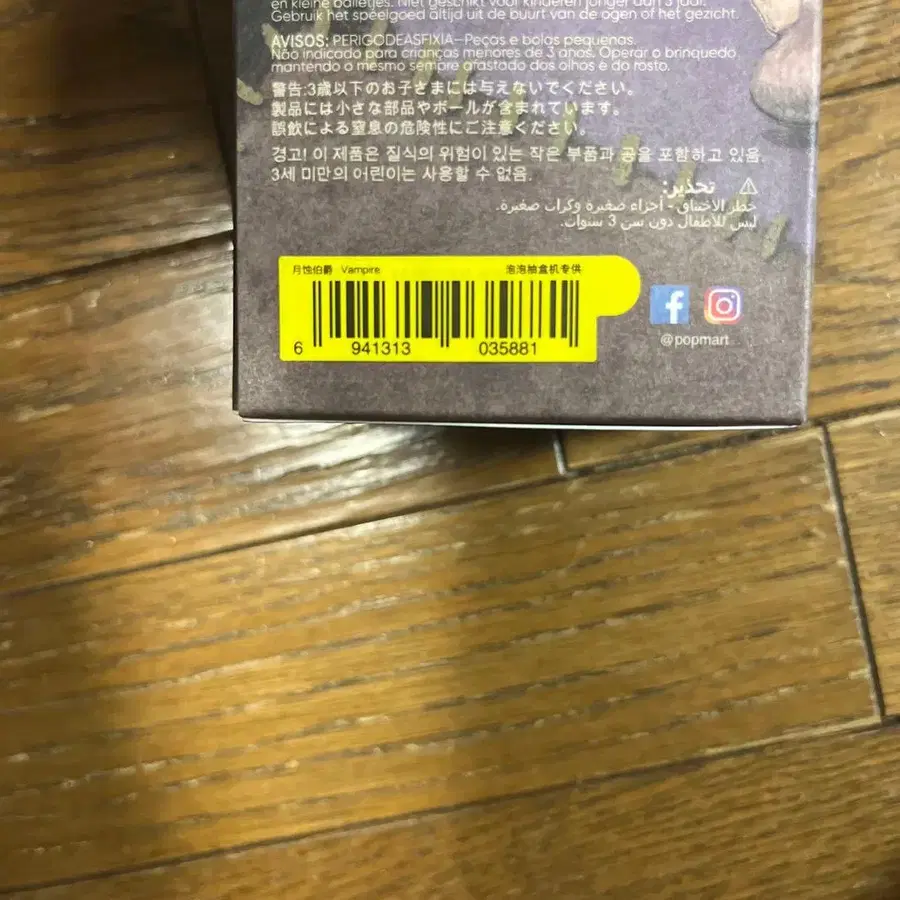 en kleine balletjes. Niet geschikt voor kinderen jonger dan 3 jaar.
Gebruik het speelgoed altijd uit de buurt van de ogen of het gezicht.
AVISOS: PERIGODEASFIXIA—Peças e bolas pequenas.
Não indicado para crianças menores de 3 anos. Operar o brinquedo
mantendo o mesmo sempre afastado dos olhos e do rosto.
警告:3歳以下のお子さまには与えないでください。
製品には小さな部品やボールが含まれています。
誤飲による窒息の危険性にご注意ください。
경고! 이 제품은 질식의 위험이 있는 작은 부품과 공을 포함하고 있음.
3세 미만의 어린이는 사용할 수 없음.
⚠ تحذير:
خطر الاختناق - أجزاء صغيرة وكرات صغيرة.
ليس للأطفال دون سن 3 سنوات.
月蚀伯爵 Vampire 泡泡抽盒机专供
6 941313 035881
@popmart